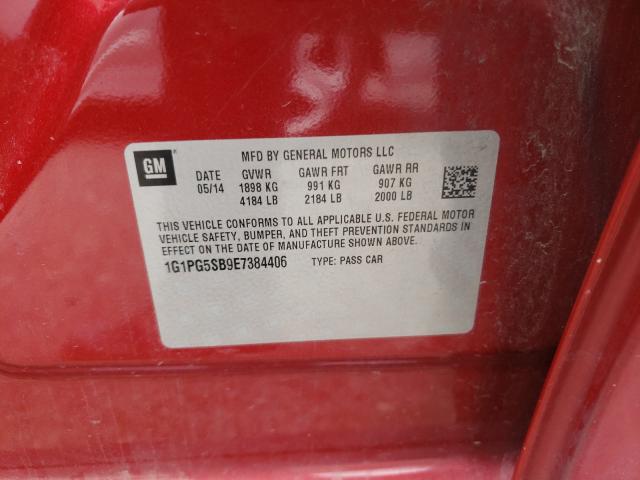 GM
MFD BY GENERAL MOTORS LLC
05/14 GVWR GAWR FRT GAWR RR
1898 KG 991 KG 907 KG
4184 LB 2184 LB 2000 LB
THIS VEHICLE CONFORMS TO ALL APPLICABLE U.S. FEDERAL MOTOR
VEHICLE SAFETY, BUMPER, AND THEFT PREVENTION STANDARDS IN
EFFECT ON THE DATE OF MANUFACTURE SHOWN ABOVE.
1G1PG5SB9E7384406 TYPE: PASS CAR